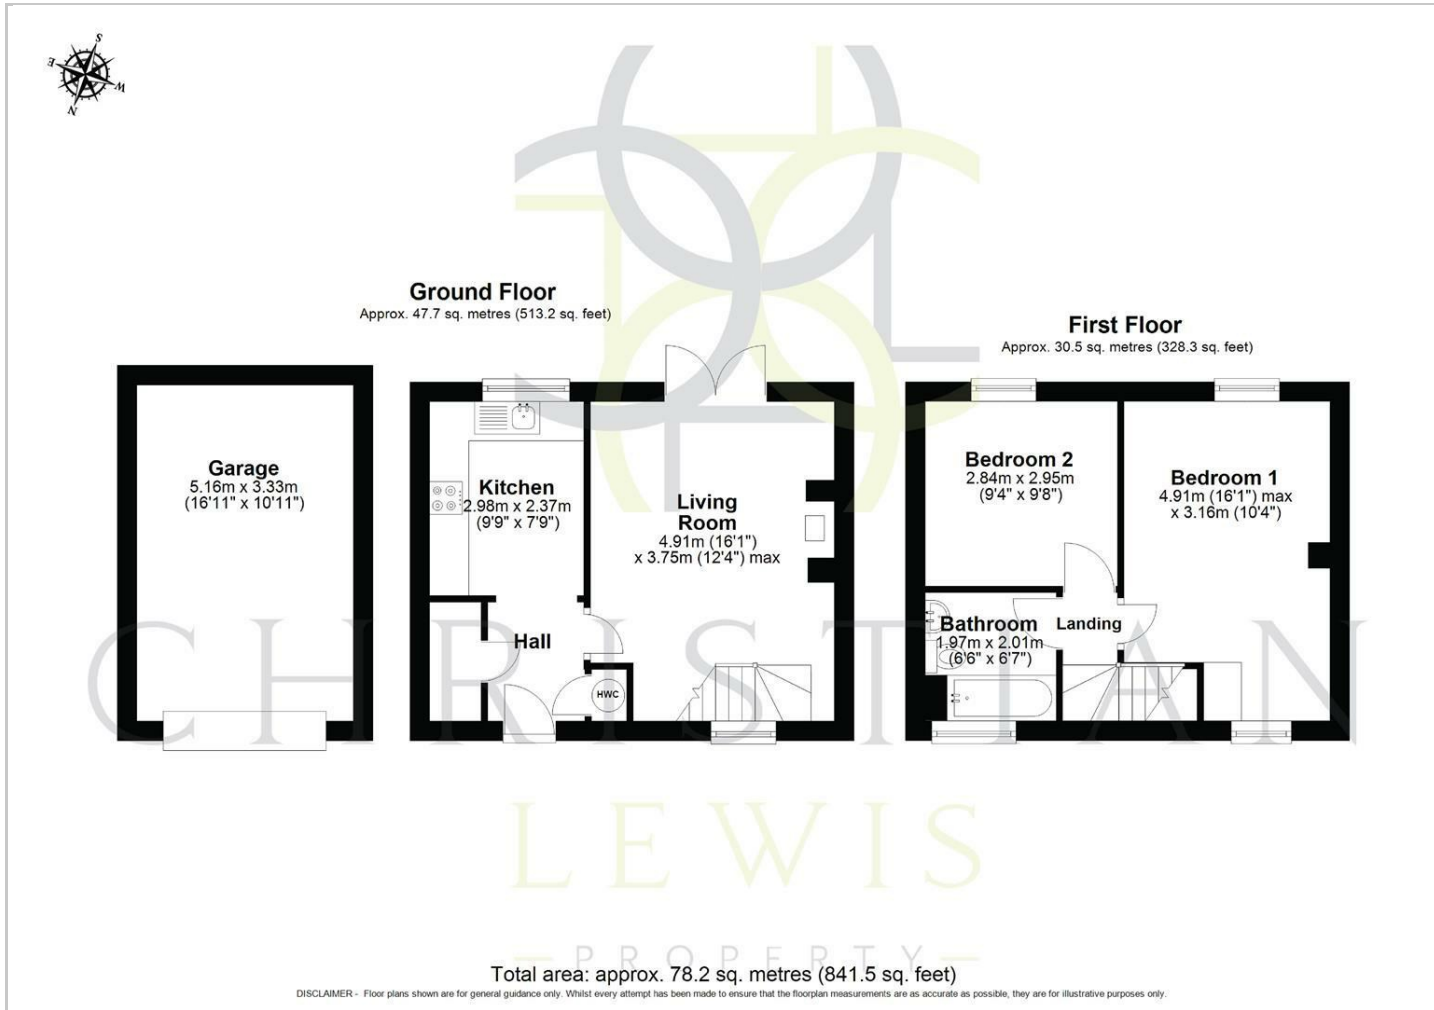 S
E
W
N
Ground Floor
Approx. 47.7 sq. metres (513.2 sq. feet)
Garage
5.16m x 3.33m
(16'11" x 10'11")
Kitchen
2.98m x 2.37m
(9'9" x 7'9")
Living
Room
4.91m (16'1")
x 3.75m (12'4") max
Hall
HWC
First Floor
Approx. 30.5 sq. metres (328.3 sq. feet)
Bedroom 2
2.84m x 2.95m
(9'4" x 9'8")
Bedroom 1
4.91m (16'1") max
x 3.16m (10'4")
Bathroom
1.97m x 2.01m
(6'6" x 6'7")
Landing
CHRISTIAN
LEWIS
PROPERTY
Total area: approx. 78.2 sq. metres (841.5 sq. feet)
DISCLAIMER - Floor plans shown are for general guidance only. Whilst every attempt has been made to ensure that the floorplan measurements are as accurate as possible, they are for illustrative purposes only.